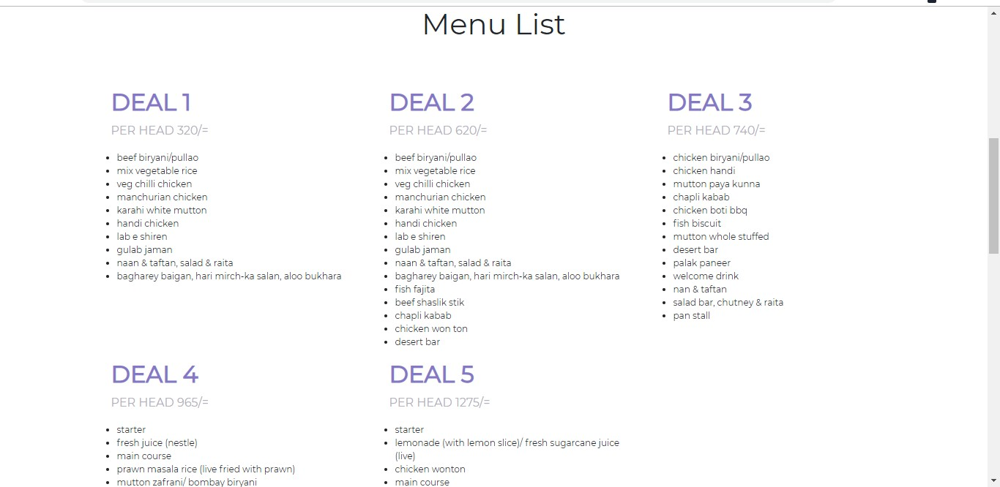 Menu List
DEAL 1
PER HEAD 320/=
beef biryani/pullao
mix vegetable rice
veg chilli chicken
manchurian chicken
karahi white mutton
handi chicken
lab e shiren
gulab jaman
naan & taftan, salad & raita
bagharey baigan, hari mirch-ka salan, aloo bukhara
DEAL 2
PER HEAD 620/=
beef biryani/pullao
mix vegetable rice
veg chilli chicken
manchurian chicken
karahi white mutton
handi chicken
lab e shiren
gulab jaman
naan & taftan, salad & raita
bagharey baigan, hari mirch-ka salan, aloo bukhara
fish fajita
beef shaslik stik
chapli kabab
chicken won ton
desert bar
DEAL 3
PER HEAD 740/=
chicken biryani/pullao
chicken handi
mutton paya kunna
chapli kabab
chicken boti bbq
fish biscuit
mutton whole stuffed
desert bar
palak paneer
welcome drink
nan & taftan
salad bar, chutney & raita
pan stall
DEAL 4
PER HEAD 965/=
starter
fresh juice (nestle)
main course
prawn masala rice (live fried with prawn)
mutton zafrani/ bombay biryani
DEAL 5
PER HEAD 1275/=
starter
lemonade (with lemon slice)/ fresh sugarcane juice
(live)
chicken wonton
main course